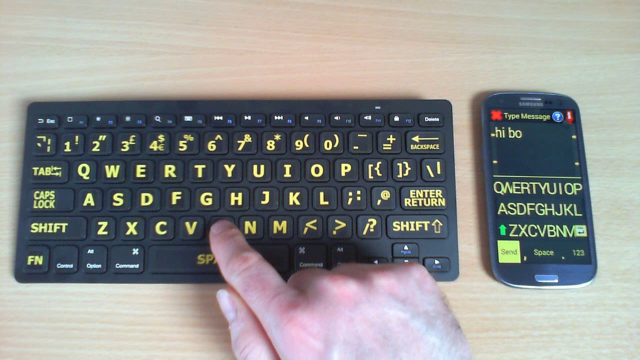 Esc Delete
1! 2" 3£ 4$€ 5% 6^ 7& 8* 9( 0) - =+ BACKSPACE
TAB Q W E R T Y U I O P [{ ]} \|
CAPS LOCK A S D F G H J K L ;: '@ ENTER RETURN
SHIFT Z X C V N M ,< .> /? SHIFT
FN Control Alt Option Command SPA Command Alt
SAMSUNG
Type Message ?
hi bo
QWERTYUIOP
ASDFGHJKL
ZXCVBNM
Send , Space . 123